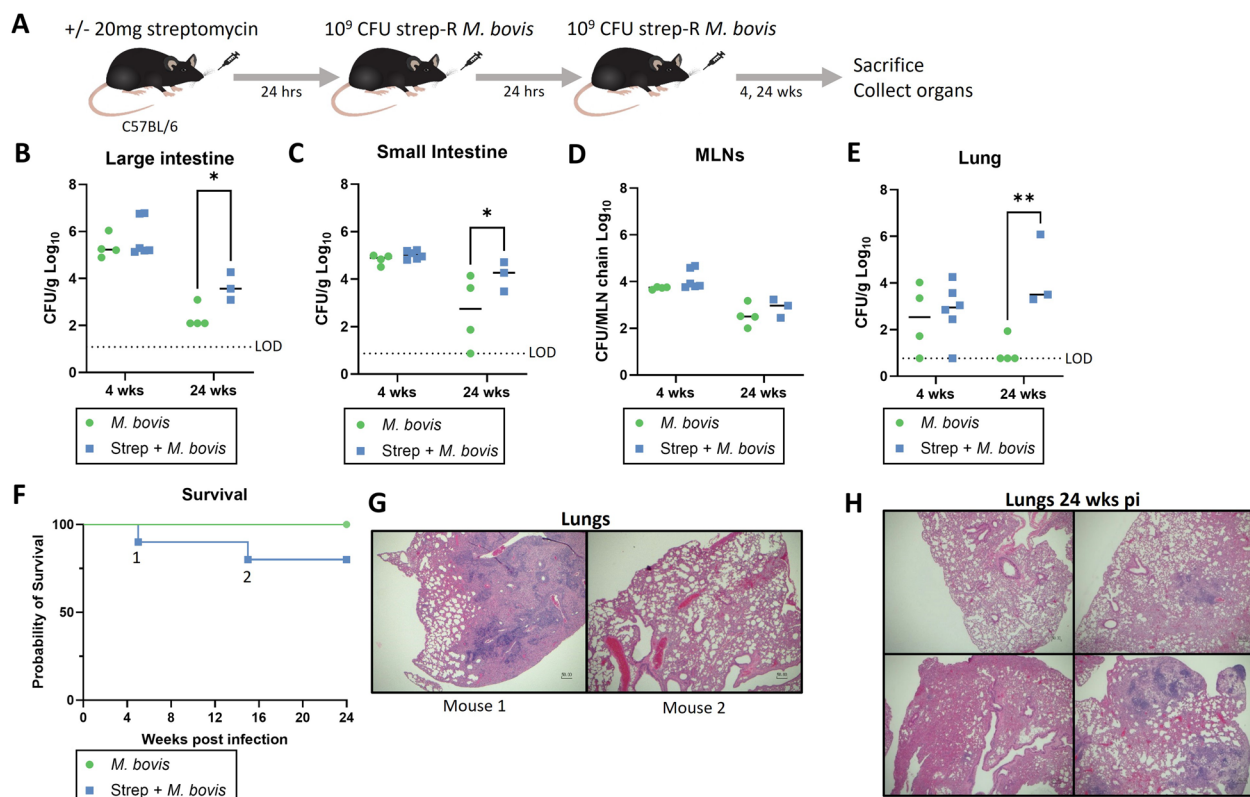 A
+/- 20mg streptomycin
10⁹ CFU strep-R M. bovis
10⁹ CFU strep-R M. bovis
24 hrs
24 hrs
4, 24 wks
Sacrifice
Collect organs
C57BL/6
B
Large intestine
CFU/g Log₁₀
8
6
4
2
0
*
LOD
4 wks
24 wks
M. bovis
Strep + M. bovis
C
Small Intestine
CFU/g Log₁₀
8
6
4
2
0
*
LOD
4 wks
24 wks
M. bovis
Strep + M. bovis
D
MLNs
CFU/MLN chain Log₁₀
8
6
4
2
0
4 wks
24 wks
M. bovis
Strep + M. bovis
E
Lung
CFU/g Log₁₀
8
6
4
2
0
**
LOD
4 wks
24 wks
M. bovis
Strep + M. bovis
F
Survival
Probability of Survival
100
50
0
1
2
0 4 8 12 16 20 24
Weeks post infection
M. bovis
Strep + M. bovis
G
Lungs
Mouse 1
Mouse 2
H
Lungs 24 wks pi